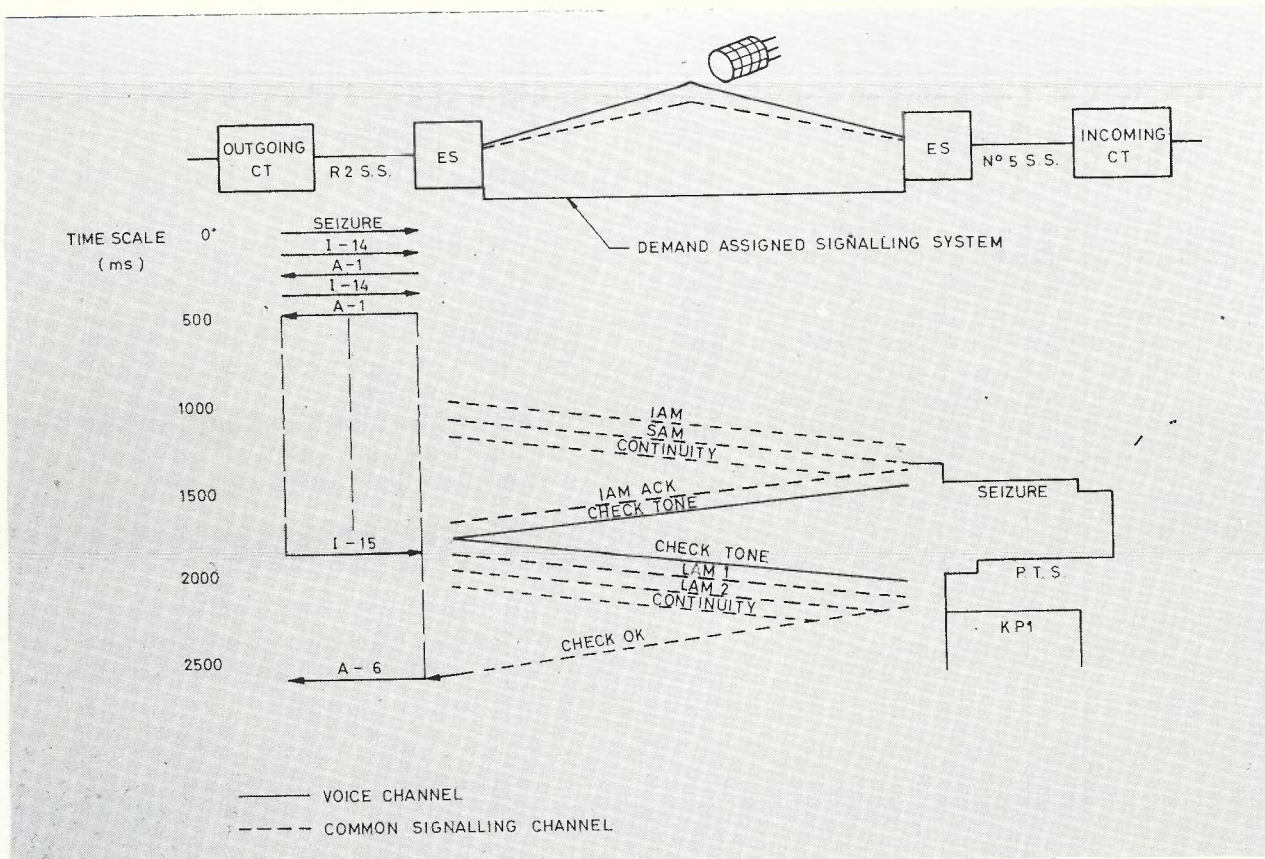 OUTGOING
CT
R 2 S.S.
ES
ES
Nº 5 S.S.
INCOMING
CT
DEMAND ASSIGNED SIGNALLING SYSTEM
TIME SCALE
(ms)
0
SEIZURE
I-14
A-1
I-14
A-1
500
1000
IAM
SAM
CONTINUITY
1500
IAM ACK
CHECK TONE
SEIZURE
I-15
CHECK TONE
2000
LAM 1
LAM 2
CONTINUITY
P.T.S.
KP1
CHECK OK
2500
A-6
VOICE CHANNEL
COMMON SIGNALLING CHANNEL